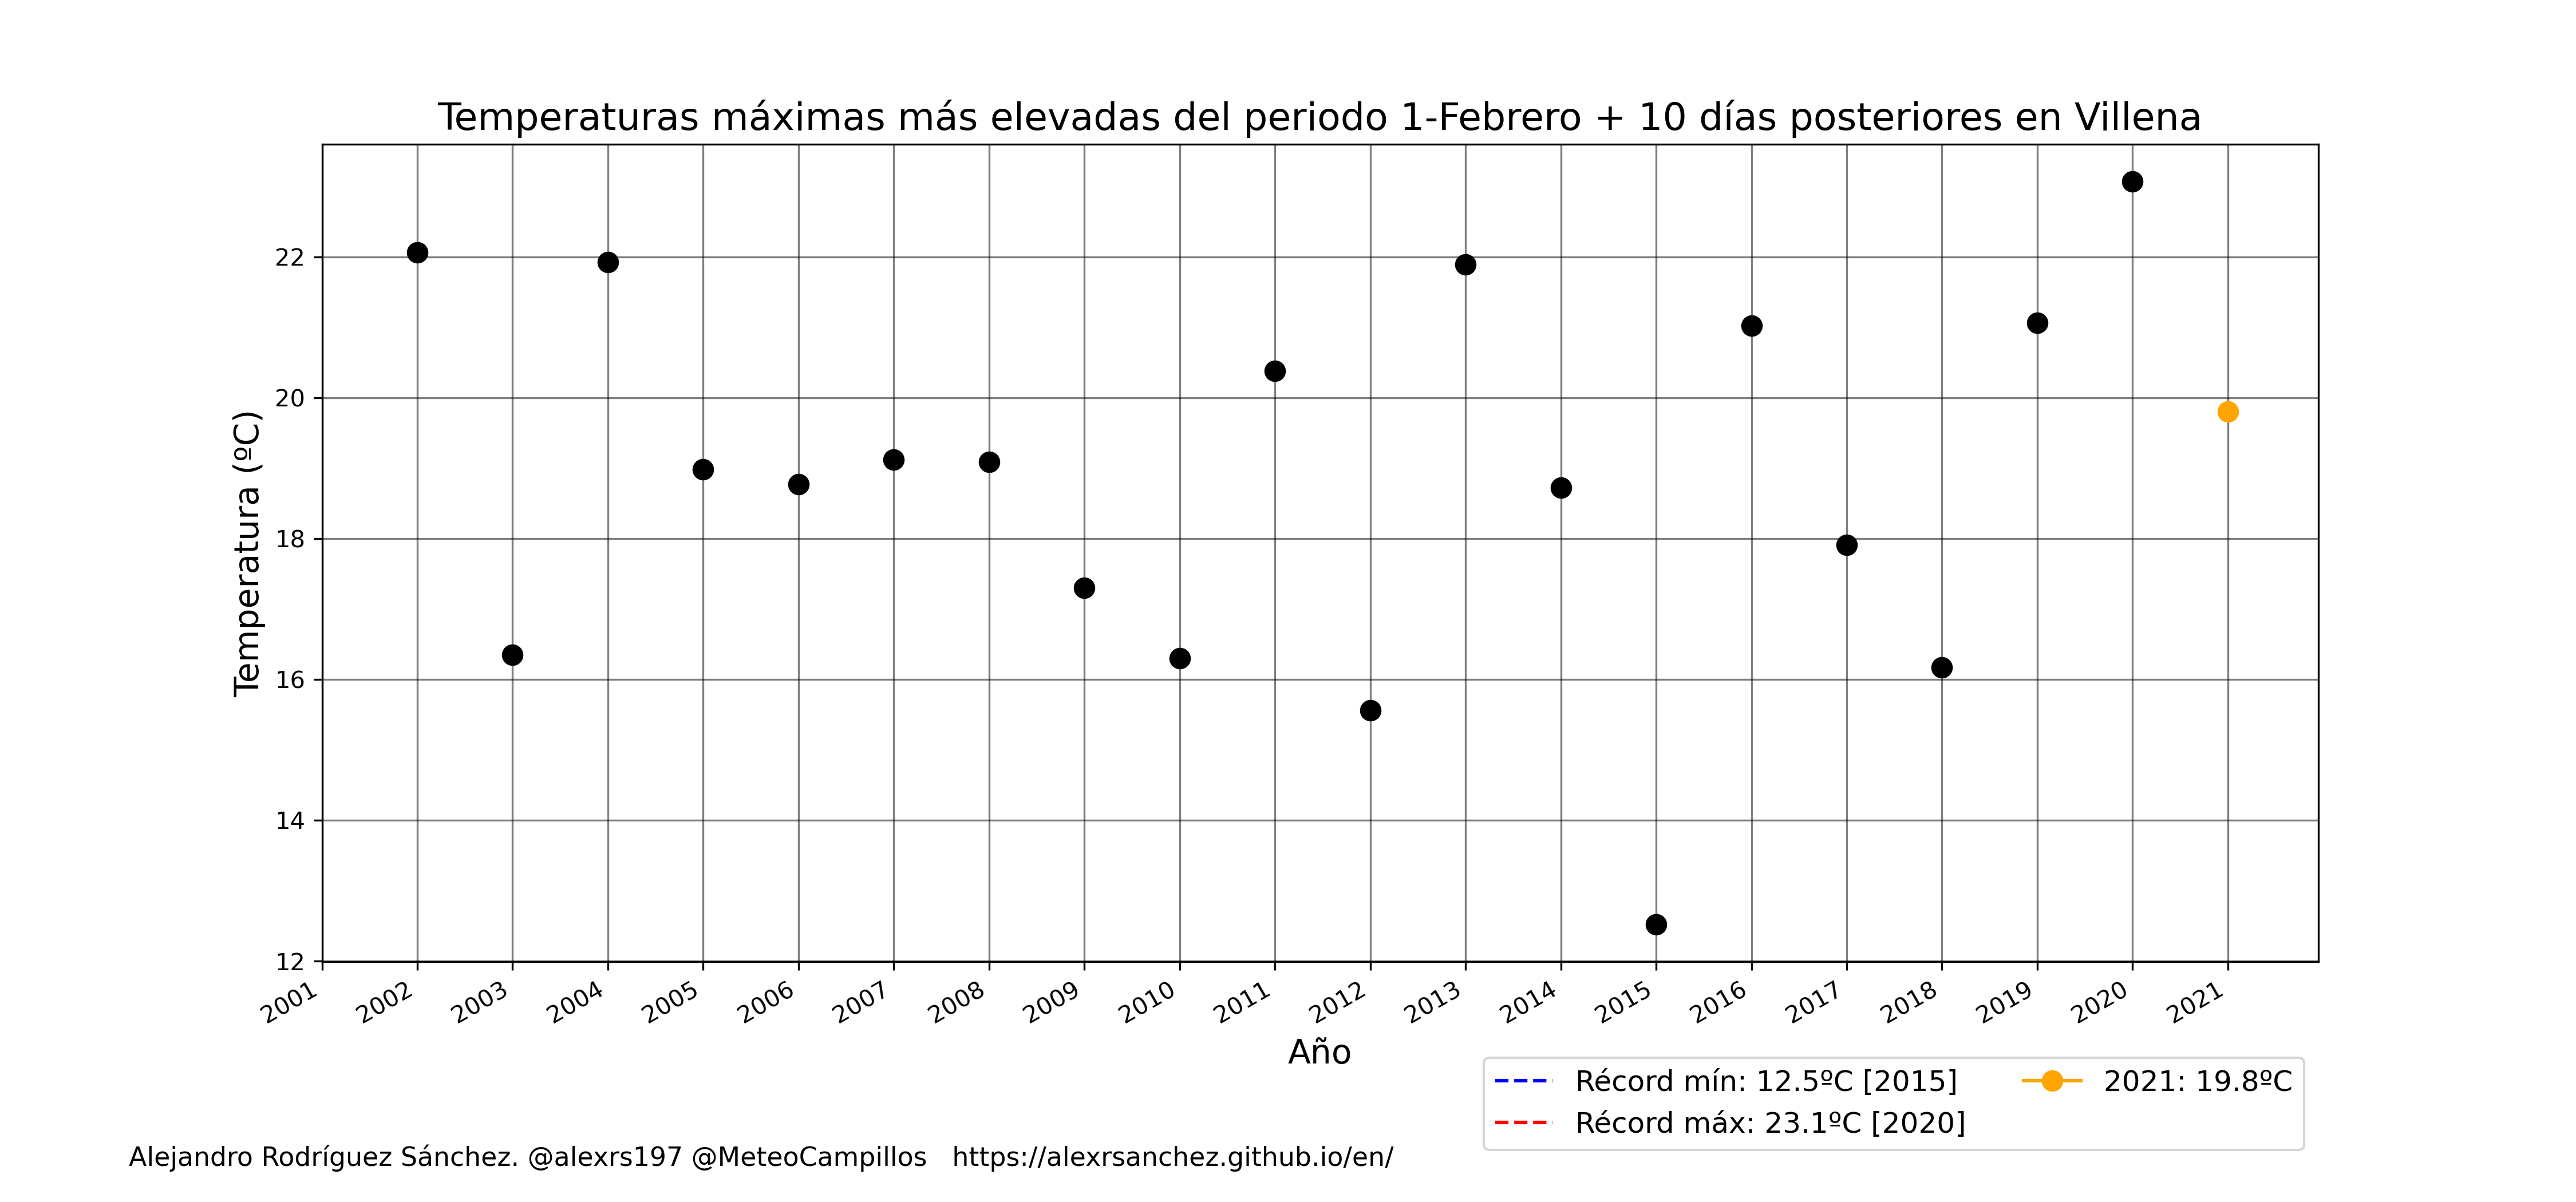 Temperaturas máximas más elevadas del periodo 1-Febrero + 10 días posteriores en Villena
Temperatura (ºC)
22
20
18
16
14
12
2001 2002 2003 2004 2005 2006 2007 2008 2009 2010 2011 2012 2013 2014 2015 2016 2017 2018 2019 2020 2021
Año
Récord mín: 12.5ºC [2015]
Récord máx: 23.1ºC [2020]
2021: 19.8ºC
Alejandro Rodríguez Sánchez. @alexrs197 @MeteoCampillos https://alexrsanchez.github.io/en/